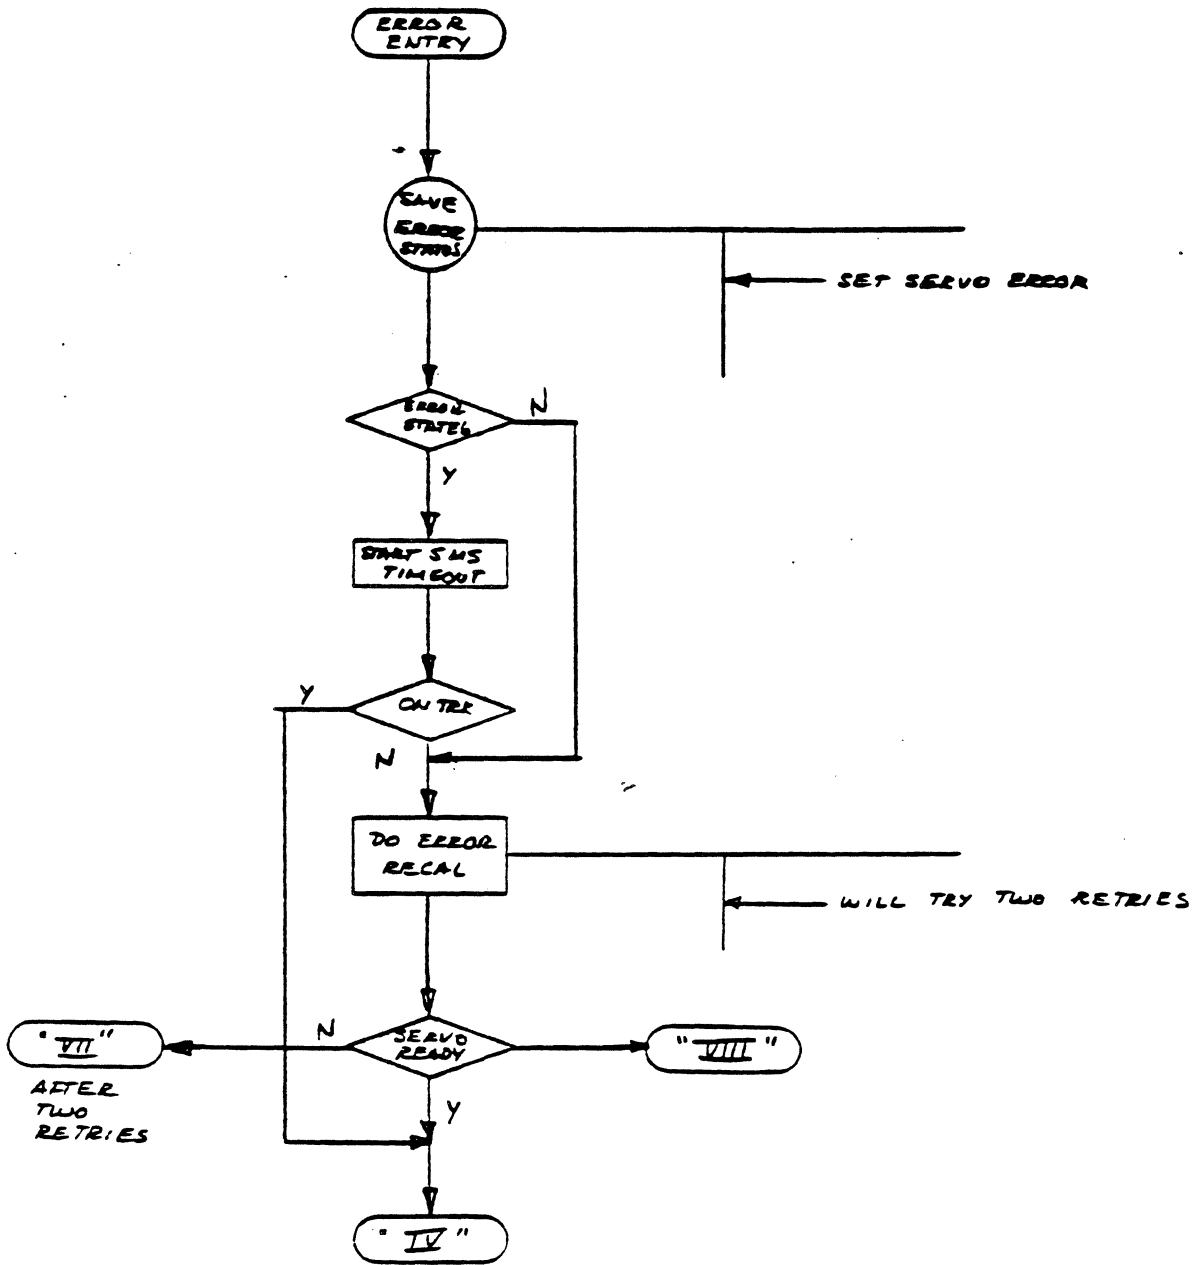 ERROR
ENTRY
SAVE
ERROR
STATUS
SET SERVO ERROR
ERROR
STATE6
N
Y
START 5MS
TIMEOUT
Y
ON TRK
N
DO ERROR
RECAL
WILL TRY TWO RETRIES
"VII"
N
SERVO
READY
"VIII"
AFTER
TWO
RETRIES
Y
"IV"